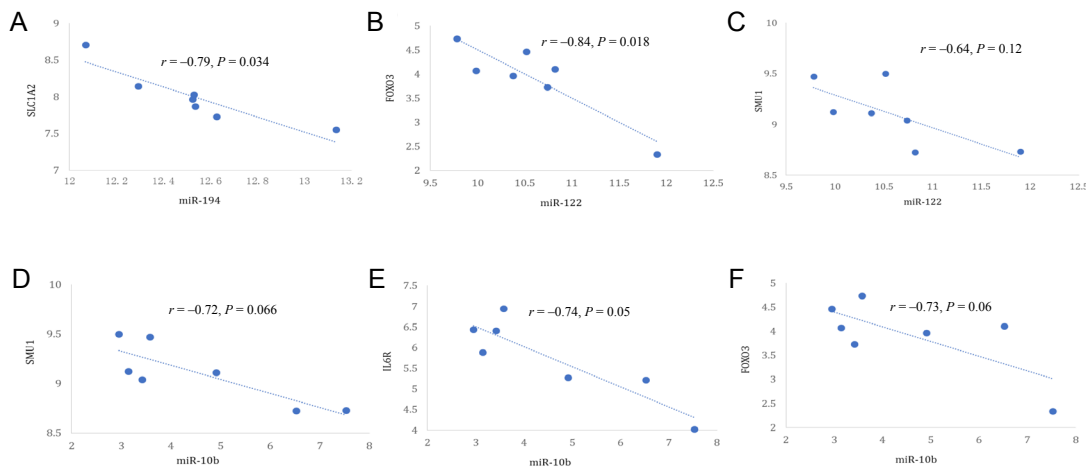 A
9
8.5
8
7.5
7
SLC1A2
r = –0.79, P = 0.034
12 12. 2 12.4 12.6 12.8 13 13. 2
miR-194
B
5
4.5
4
3.5
3
2.5
2
FOXO3
r = –0.84, P = 0.018
9.5 10 10.5 11 11.5 12 12.5
miR-122
C
10
9.5
9
8.5
SMU1
r = –0.64, P = 0.12
9.5 10 10.5 11 11.5 12 12.5
miR-122
D
10
9.5
9
8.5
SMU1
r = –0.72, P = 0.066
2 3 4 5 6 7 8
miR-10b
E
7.5
7
6.5
6
5.5
5
4.5
4
IL6R
r = –0.74, P = 0.05
2 3 4 5 6 7 8
miR-10b
F
5
4.5
4
3.5
3
2.5
2
FOXO3
r = –0.73, P = 0.06
2 3 4 5 6 7 8
miR-10b